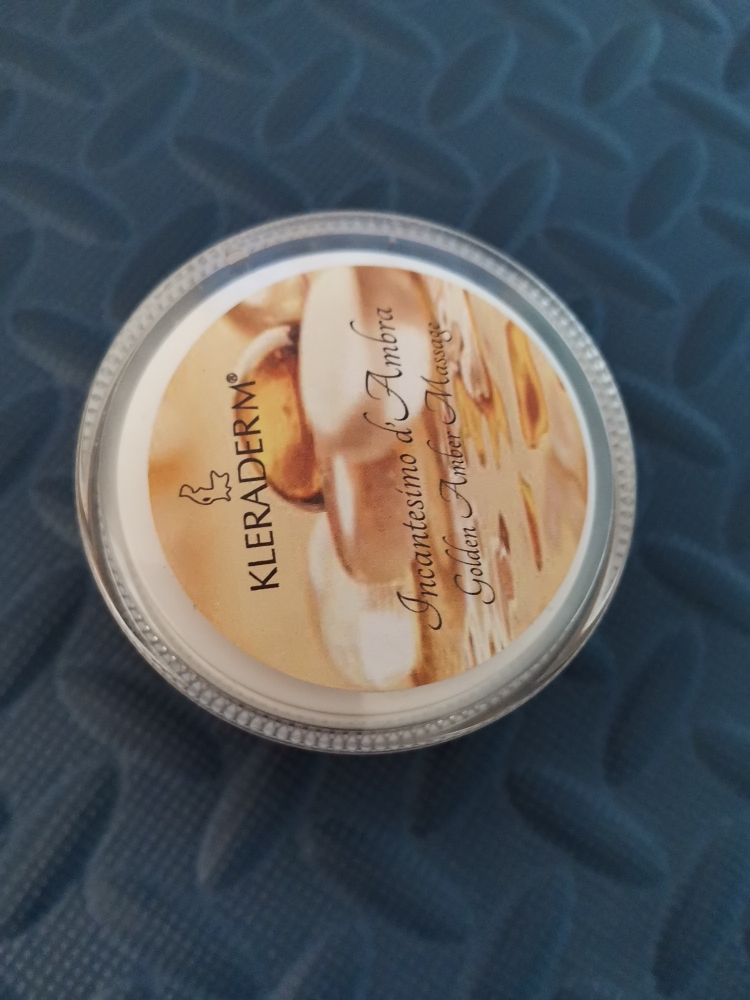 KLERADERM®
Incantesimo d'Ambra
Golden Amber Massage